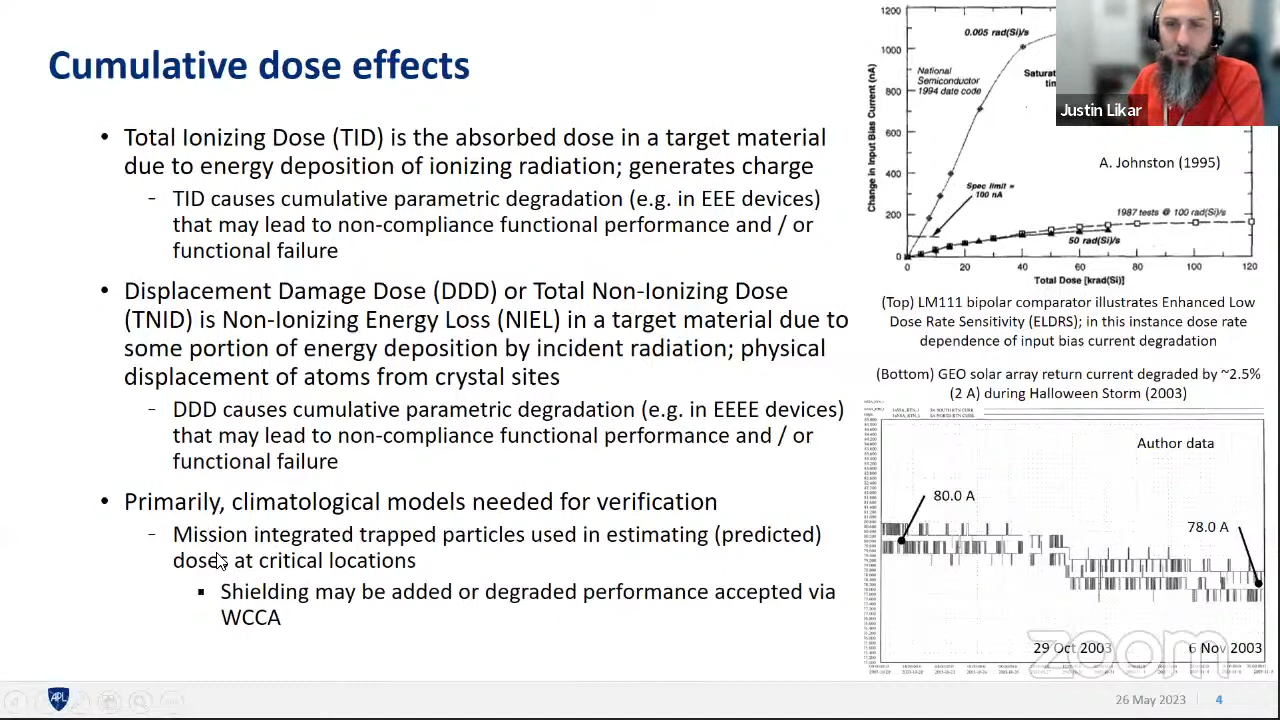 Cumulative dose effects
• Total Ionizing Dose (TID) is the absorbed dose in a target material
due to energy deposition of ionizing radiation; generates charge
- TID causes cumulative parametric degradation (e.g. in EEE devices)
that may lead to non-compliance functional performance and / or
functional failure
• Displacement Damage Dose (DDD) or Total Non-Ionizing Dose
(TNID) is Non-Ionizing Energy Loss (NIEL) in a target material due to
some portion of energy deposition by incident radiation; physical
displacement of atoms from crystal sites
- DDD causes cumulative parametric degradation (e.g. in EEEE devices)
that may lead to non-compliance functional performance and / or
functional failure
• Primarily, climatological models needed for verification
- Mission integrated trapped particles used in estimating (predicted)
doses at critical locations
▪ Shielding may be added or degraded performance accepted via
WCCA
1200
1000
800
600
400
200
0
Change in Input Bias Current (nA)
0.005 rad(Si)/s
National
Semiconductor
1994 date code
Justin Likar
A. Johnston (1995)
Spec limit =
100 nA
1987 tests @ 100 rad(Si)/s
50 rad(Si)/s
0 20 40 60 80 100 120
Total Dose [krad(Si)]
(Top) LM111 bipolar comparator illustrates Enhanced Low
Dose Rate Sensitivity (ELDRS); in this instance dose rate
dependence of input bias current degradation
(Bottom) GEO solar array return current degraded by ~2.5%
(2 A) during Halloween Storm (2003)
Author data
80.0 A
78.0 A
29 Oct 2003
6 Nov 2003
zoom
APL
26 May 2023
4